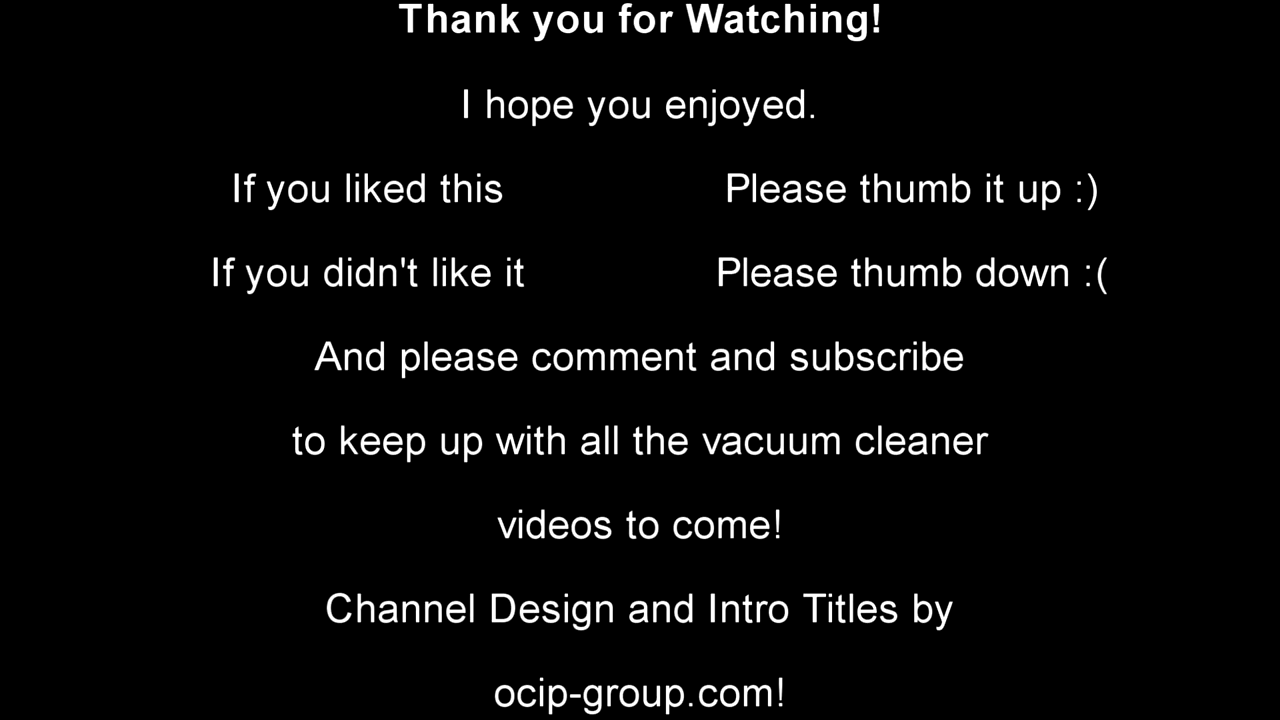 Thank you for Watching!
I hope you enjoyed.
If you liked this Please thumb it up :)
If you didn't like it Please thumb down :(
And please comment and subscribe
to keep up with all the vacuum cleaner
videos to come!
Channel Design and Intro Titles by
ocip-group.com!